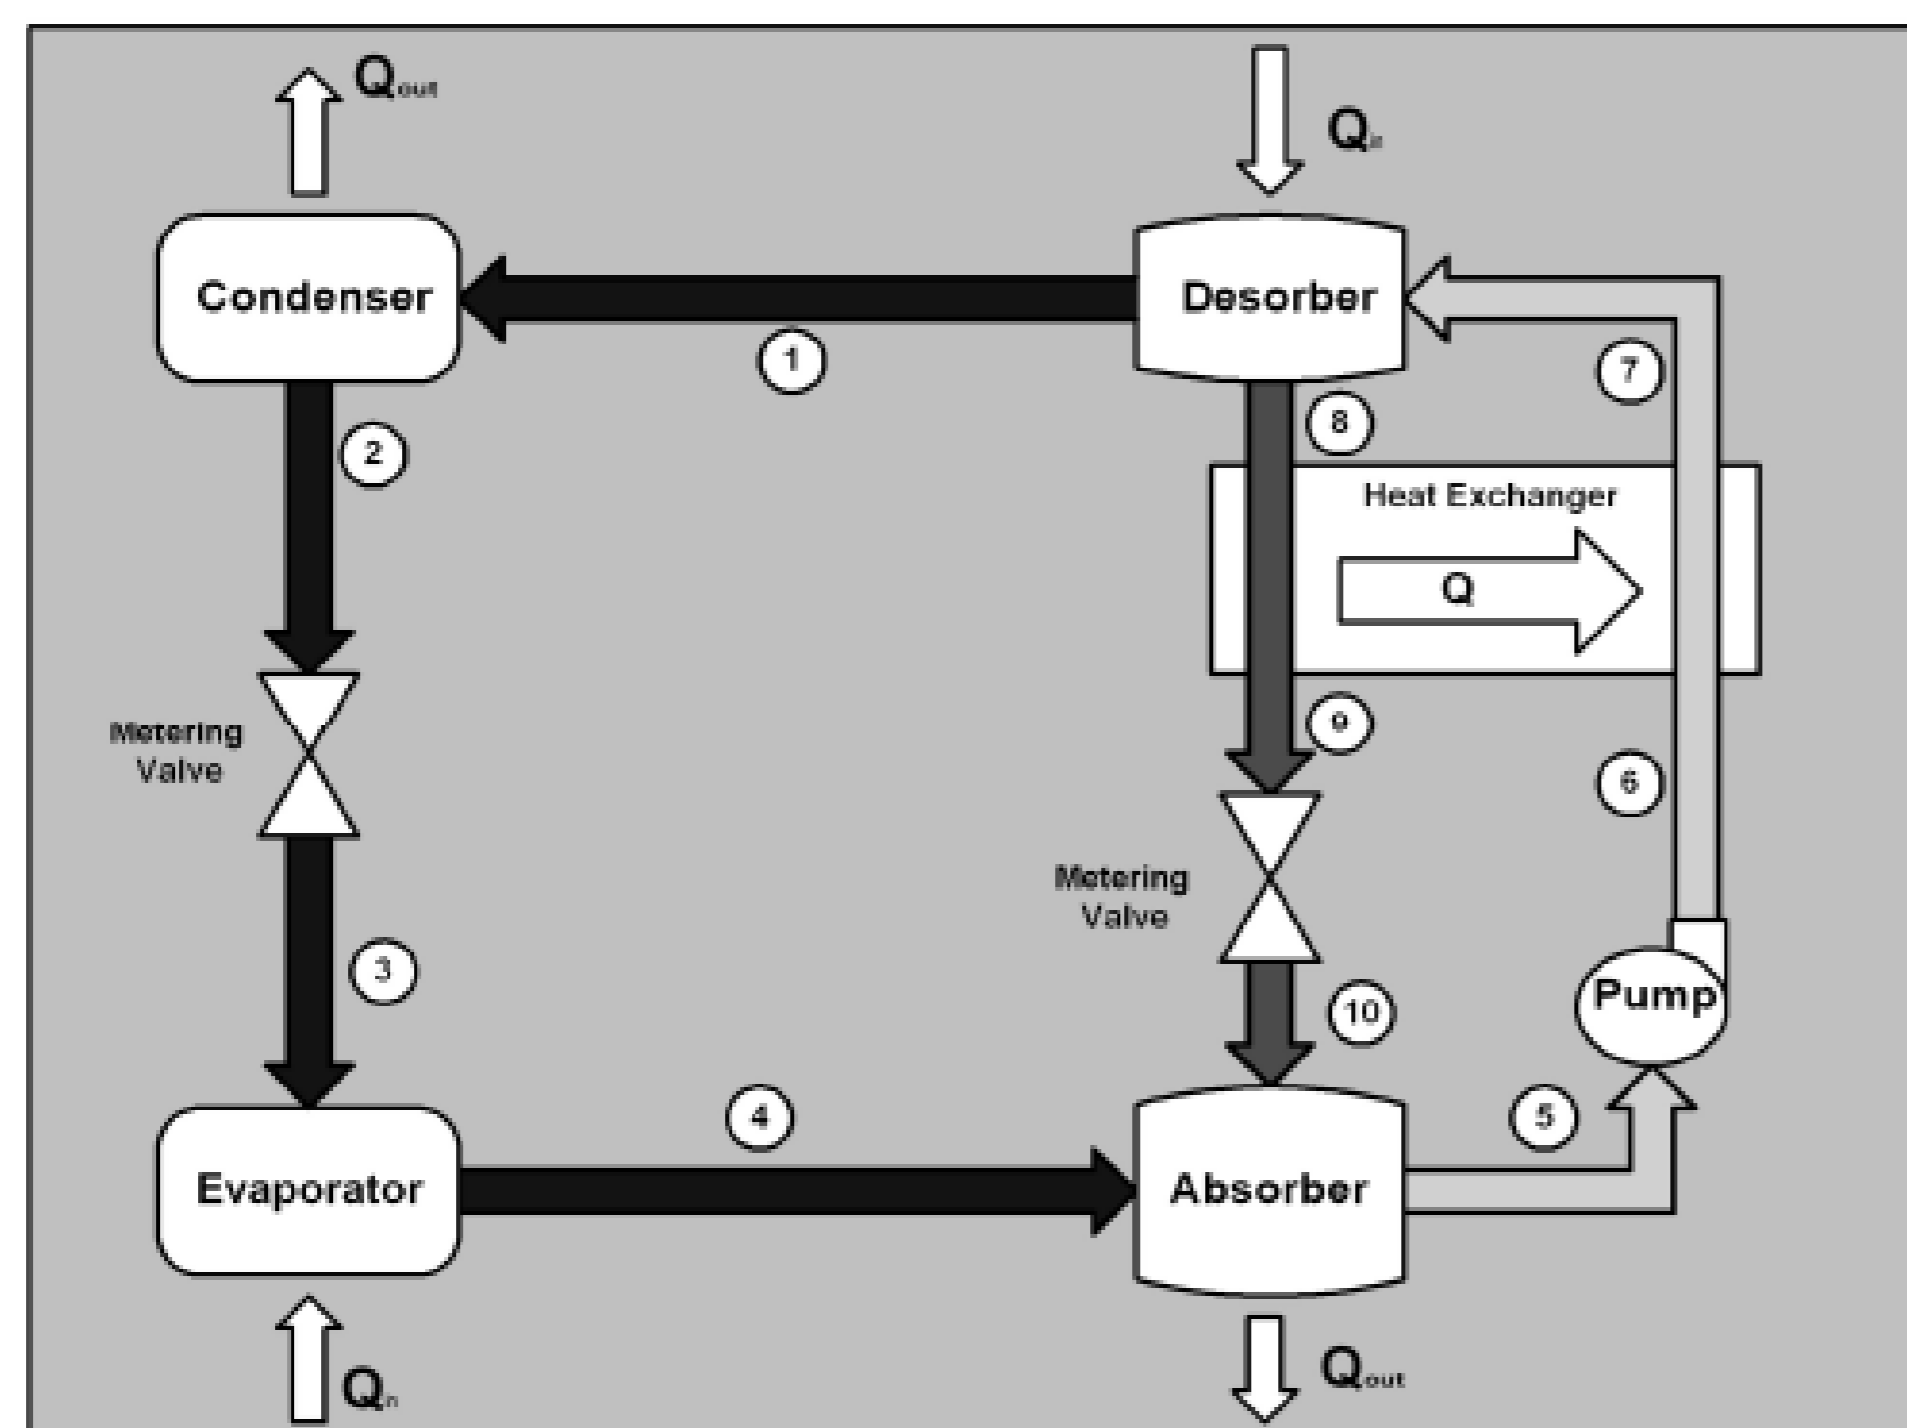 Qout
Qin
Condenser
Desorber
1
7
8
2
Heat Exchanger
Q
Metering
Valve
9
6
Metering
Valve
3
Pump
10
4
5
Evaporator
Absorber
Qin
Qout